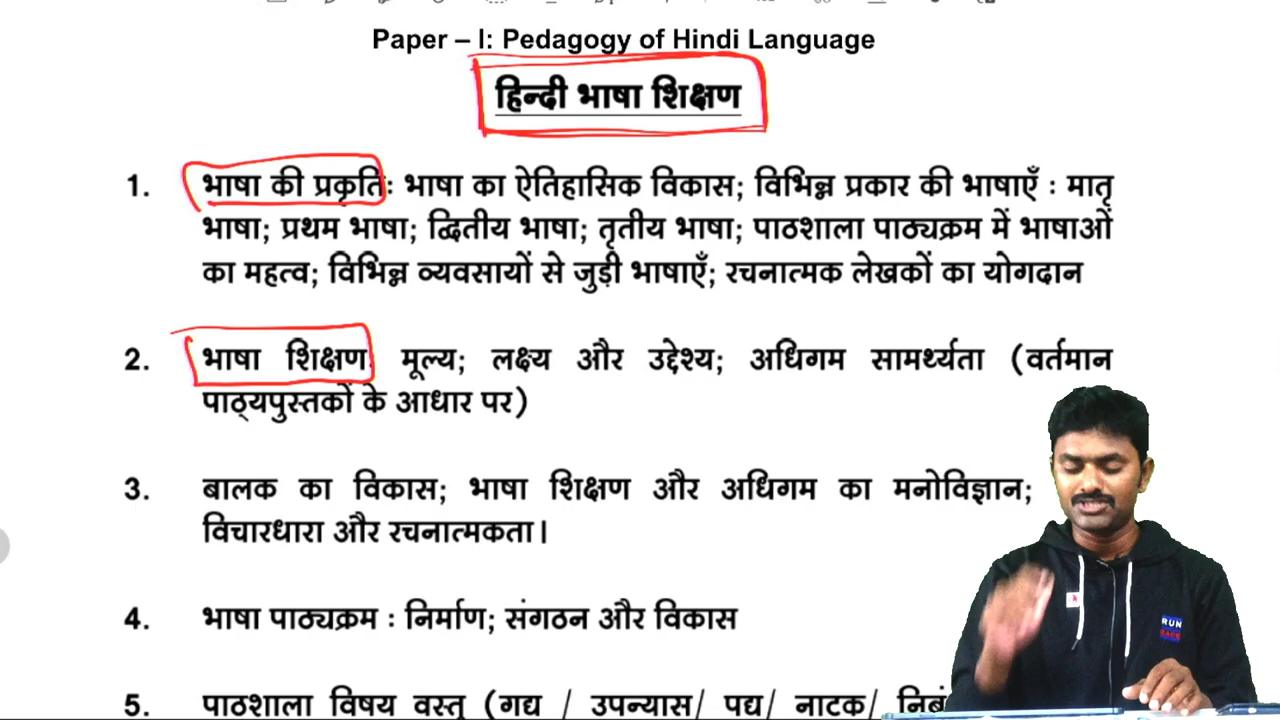 Paper – I: Pedagogy of Hindi Language
हिन्दी भाषा शिक्षण
1. भाषा की प्रकृति: भाषा का ऐतिहासिक विकास; विभिन्न प्रकार की भाषाएँ : मातृ
भाषा; प्रथम भाषा; द्वितीय भाषा; तृतीय भाषा; पाठशाला पाठ्यक्रम में भाषाओं
का महत्व; विभिन्न व्यवसायों से जुड़ी भाषाएँ; रचनात्मक लेखकों का योगदान
2. भाषा शिक्षण मूल्य; लक्ष्य और उद्देश्य; अधिगम सामर्थ्यता (वर्तमान
पाठ्यपुस्तकों के आधार पर)
3. बालक का विकास; भाषा शिक्षण और अधिगम का मनोविज्ञान;
विचारधारा और रचनात्मकता।
4. भाषा पाठ्यक्रम : निर्माण; संगठन और विकास
5. पाठशाला विषय वस्तु (गद्य / उपन्यास/ पद्य/ नाटक/
RUN